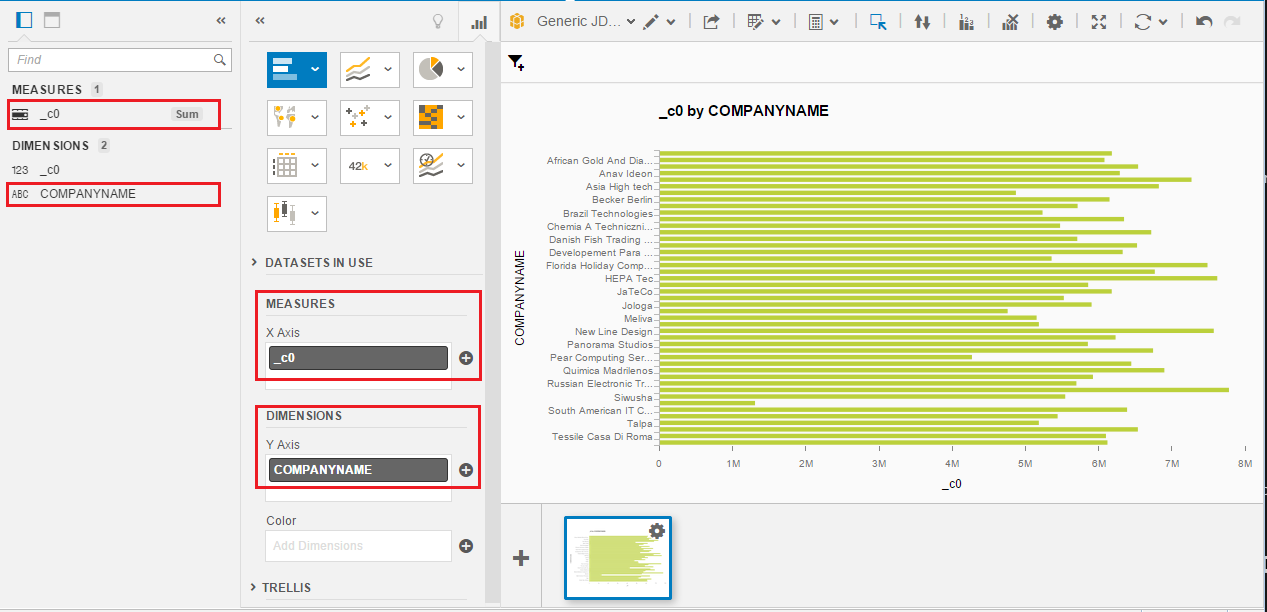 Generic JD...
Find
MEASURES 1
_c0 Sum
DIMENSIONS 2
123 _c0
ABC COMPANYNAME
42k
DATASETS IN USE
MEASURES
X Axis
_c0
DIMENSIONS
Y Axis
COMPANYNAME
Color
Add Dimensions
TRELLIS
_c0 by COMPANYNAME
COMPANYNAME
African Gold And Dia...
Anav Ideon
Asia High tech
Becker Berlin
Brazil Technologies
Chemia A Techniczni...
Danish Fish Trading ...
Developement Para ...
Florida Holiday Comp...
HEPA Tec
JaTeCo
Jologa
Meliva
New Line Design
Panorama Studios
Pear Computing Ser...
Quimica Madrilenos
Russian Electronic Tr...
Siwusha
South American IT C...
Talpa
Tessile Casa Di Roma
0 1M 2M 3M 4M 5M 6M 7M 8M
_c0